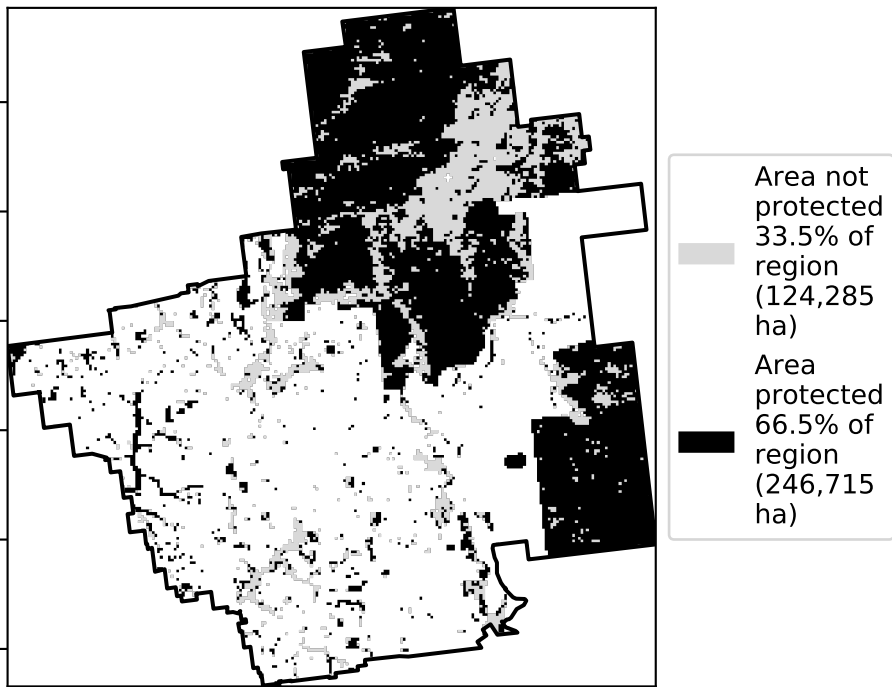 Area not
protected
33.5% of
region
(124,285
ha)
Area
protected
66.5% of
region
(246,715
ha)